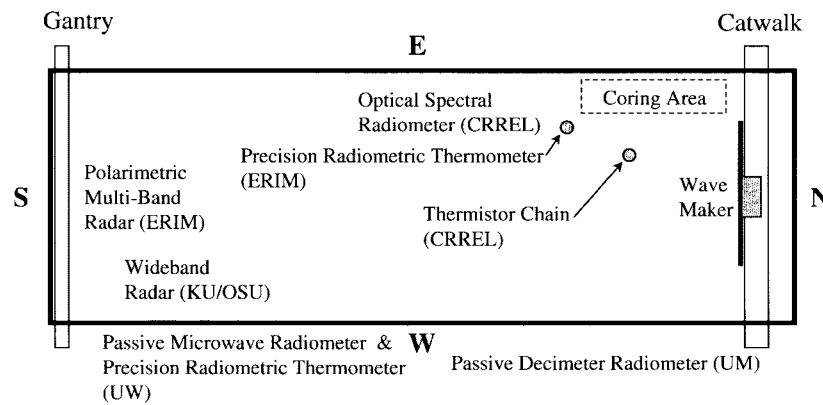 Gantry
Catwalk
E
Optical Spectral
Radiometer (CRREL)
Coring Area
Precision Radiometric Thermometer
(ERIM)
Polarimetric
Multi-Band
Radar (ERIM)
S
Wave
Maker
N
Thermistor Chain
(CRREL)
Wideband
Radar (KU/OSU)
Passive Microwave Radiometer &
Precision Radiometric Thermometer
(UW)
W
Passive Decimeter Radiometer (UM)